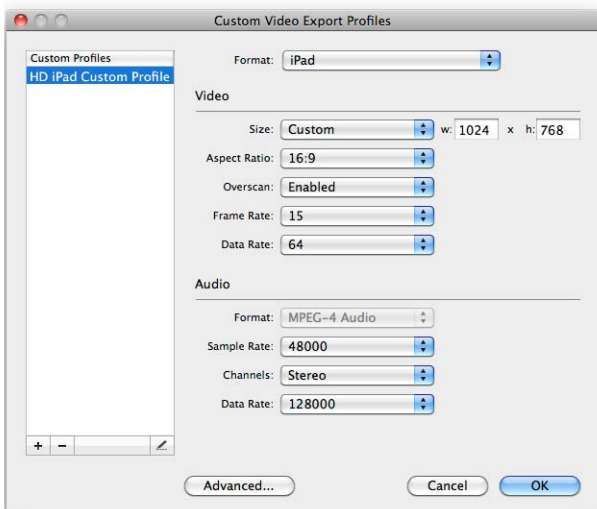 Custom Video Export Profiles
Custom Profiles
HD iPad Custom Profile
Format: iPad
Video
Size: Custom w: 1024 x h: 768
Aspect Ratio: 16:9
Overscan: Enabled
Frame Rate: 15
Data Rate: 64
Audio
Format: MPEG-4 Audio
Sample Rate: 48000
Channels: Stereo
Data Rate: 128000
+ −
Advanced... Cancel OK